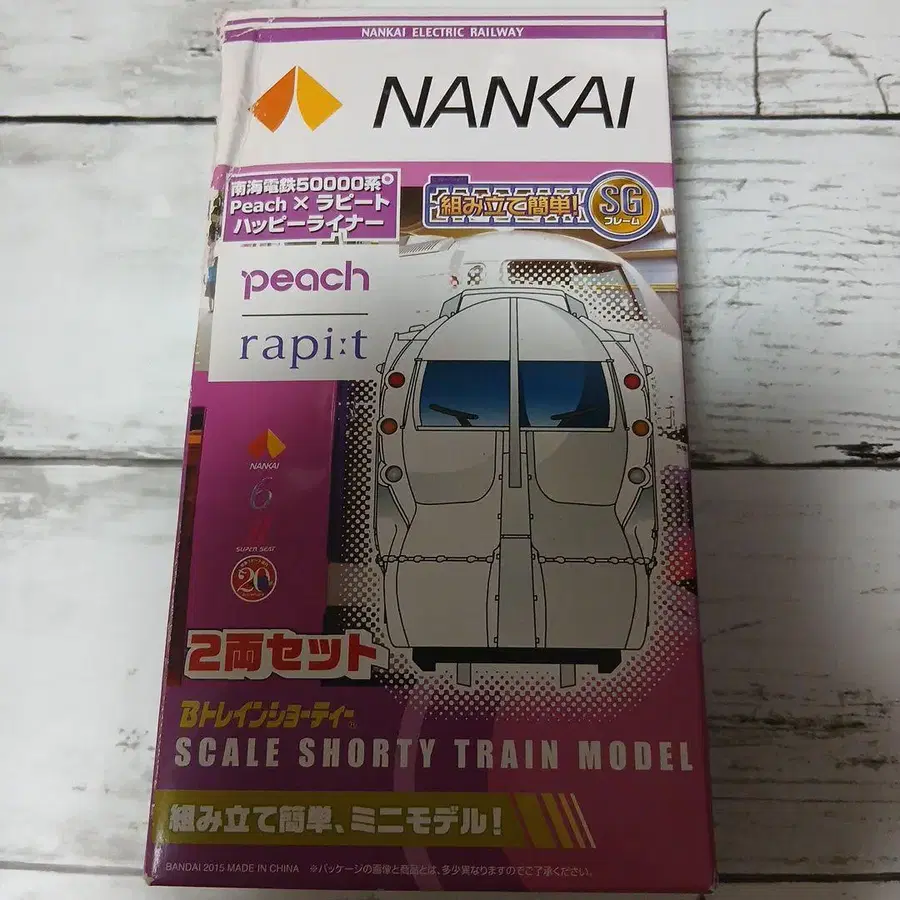 NANKAI ELECTRIC RAILWAY
NANKAI
南海電鉄50000系
Peach × ラピート
ハッピーライナー
組み立て簡単!
SG
フレーム
peach
rapi:t
NANKAI
6
SUPER SEAT
20
2両セット
Bトレインショーティー
SCALE SHORTY TRAIN MODEL
組み立て簡単、ミニモデル!
BANDAI 2015 MADE IN CHINA ※パッケージの画像と商品とは、多少異なりますのでご了承ください。